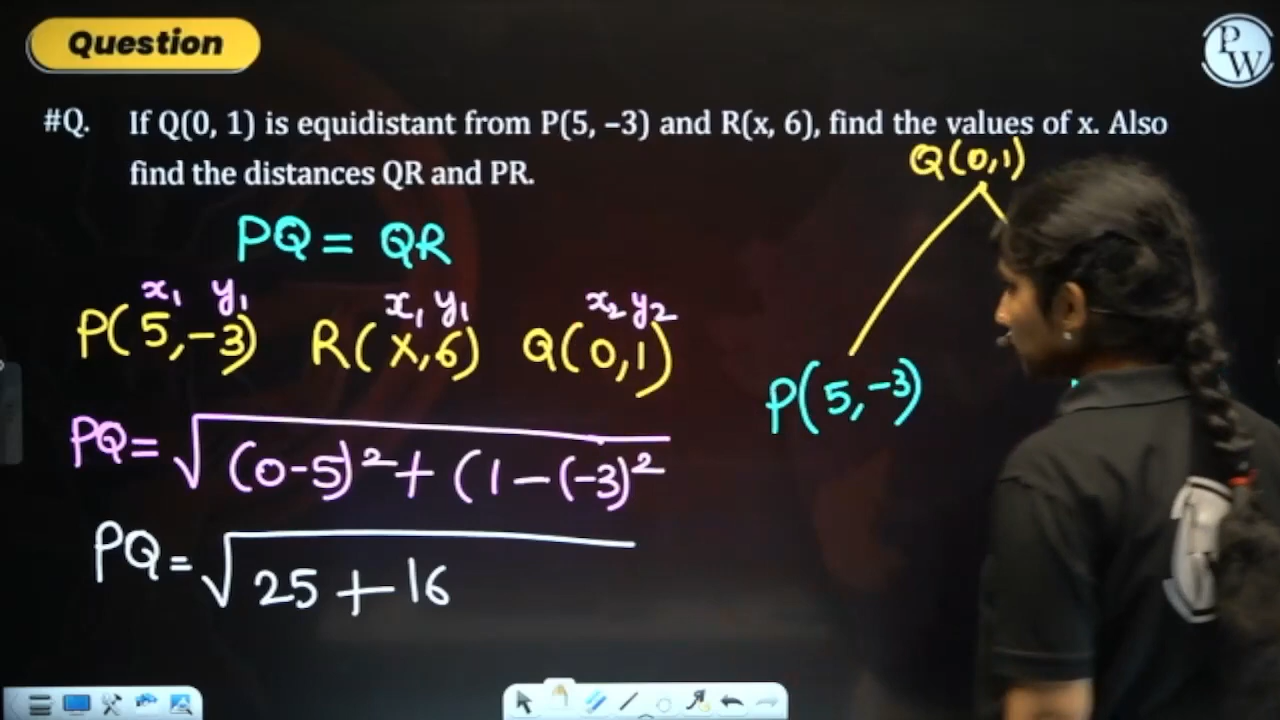 Question
PW
#Q. If Q(0, 1) is equidistant from P(5, –3) and R(x, 6), find the values of x. Also
find the distances QR and PR.
Q(0,1)
PQ = QR
x₁ y₁ x₁ y₁ x₂ y₂
P(5,-3) R(x,6) Q(0,1)
P(5,-3)
PQ = √(0-5)² + (1-(-3)²
PQ = √25 + 16